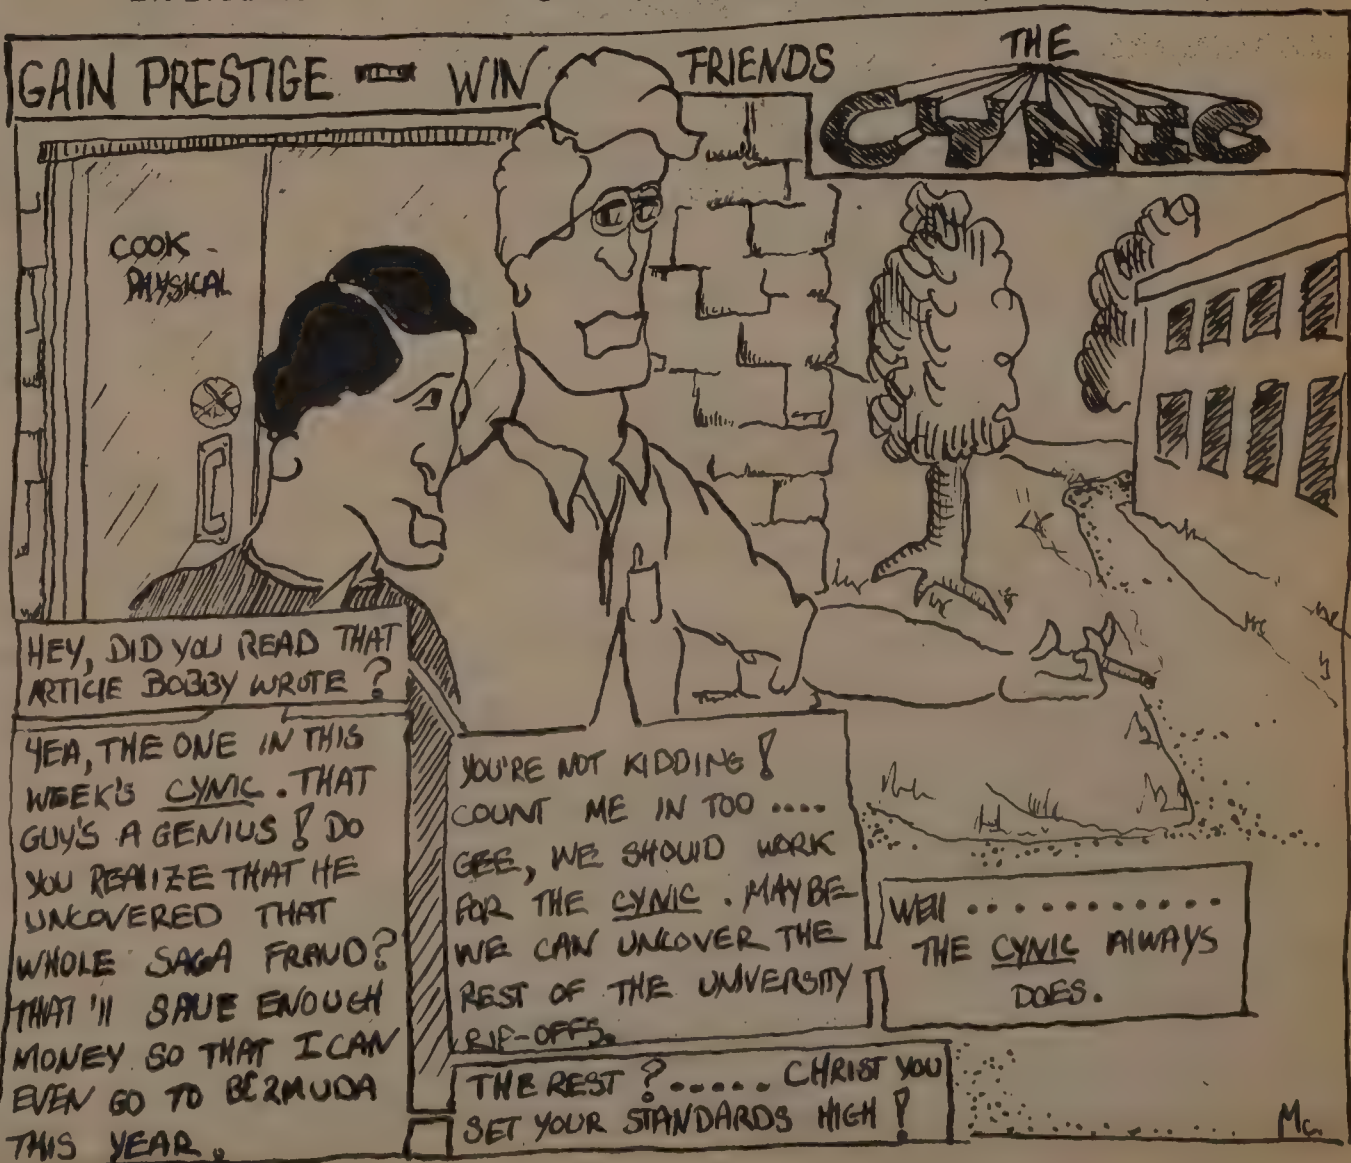 GAIN PRESTIGE — WIN FRIENDS
THE
CYNIC
COOK
PHYSICAL
HEY, DID YOU READ THAT
ARTICLE BOBBY WROTE?
YEA, THE ONE IN THIS
WEEK'S CYNIC. THAT
GUY'S A GENIUS! DO
YOU REALIZE THAT HE
UNCOVERED THAT
WHOLE SAGA FRAUD?
THAT'll SAVE ENOUGH
MONEY SO THAT I CAN
EVEN GO TO BERMUDA
THIS YEAR.
YOU'RE NOT KIDDING!
COUNT ME IN TOO ....
GEE, WE SHOULD WORK
FOR THE CYNIC. MAYBE
WE CAN UNCOVER THE
REST OF THE UNIVERSITY
RIP-OFFS.
THE REST?..... CHRIST YOU
SET YOUR STANDARDS HIGH!
WEll ............
THE CYNIC AlWAYS
DOES.
Mc.